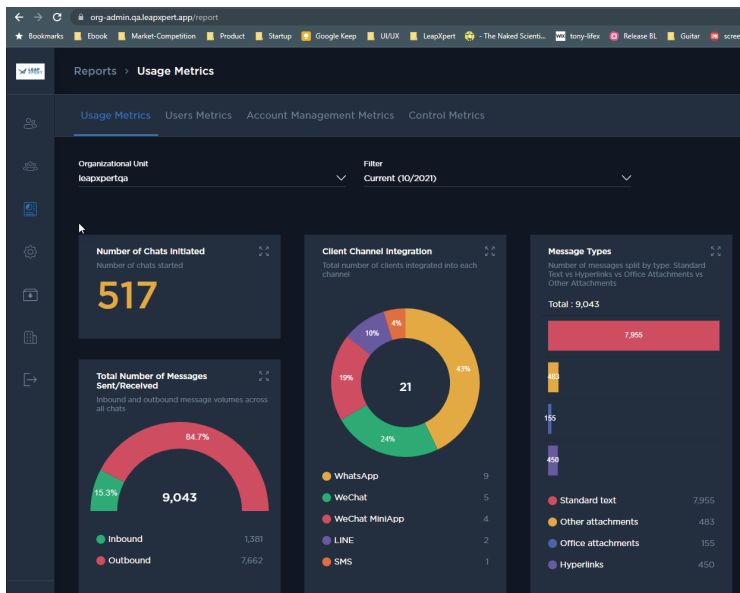 org-admin.qa.leapxpert.app/report
Bookmarks Ebook Market-Competition Product Startup Google Keep UI/UX LeapXpert - The Naked Scienti... tony-lifex Release BL Guitar scree
Reports > Usage Metrics
Usage Metrics Users Metrics Account Management Metrics Control Metrics
Organizational Unit
leapxpertqa
Filter
Current (10/2021)
Number of Chats Initiated
Number of chats started
517
Total Number of Messages
Sent/Received
Inbound and outbound message volumes across
all chats
84.7%
15.3%
9,043
Inbound 1,381
Outbound 7,662
Client Channel Integration
Total number of clients integrated into each
channel
4%
10%
43%
19%
21
24%
WhatsApp 9
WeChat 5
WeChat MiniApp 4
LINE 2
SMS 1
Message Types
Number of messages split by type: Standard
Text vs Hyperlinks vs Office Attachments vs
Other Attachments
Total : 9,043
7,955
483
155
450
Standard text 7,955
Other attachments 483
Office attachments 155
Hyperlinks 450